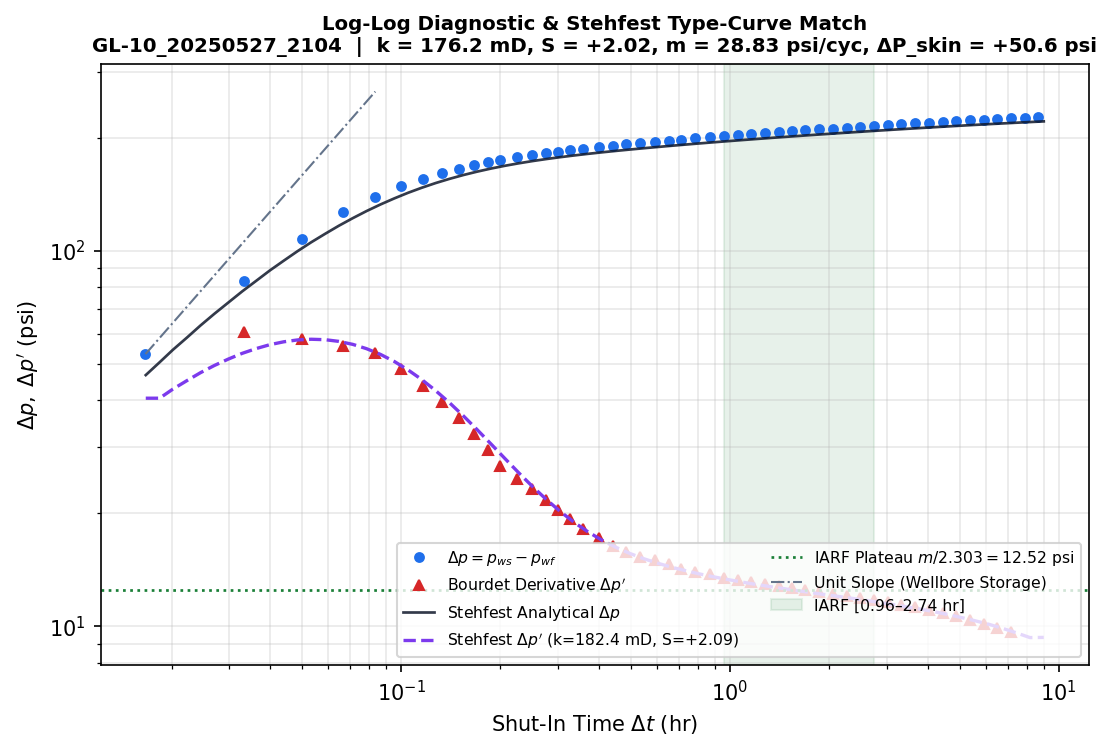 Log-Log Diagnostic & Stehfest Type-Curve Match
GL-10_20250527_2104  |  k = 176.2 mD, S = +2.02, m = 28.83 psi/cyc, ΔP_skin = +50.6 psi
Δp, Δp′ (psi)
10²
10¹
Δp = pws − pwf
Bourdet Derivative Δp′
Stehfest Analytical Δp
Stehfest Δp′ (k=182.4 mD, S=+2.09)
IARF Plateau m/2.303 = 12.52 psi
Unit Slope (Wellbore Storage)
IARF [0.96–2.74 hr]
10⁻¹
10⁰
10¹
Shut-In Time Δt (hr)